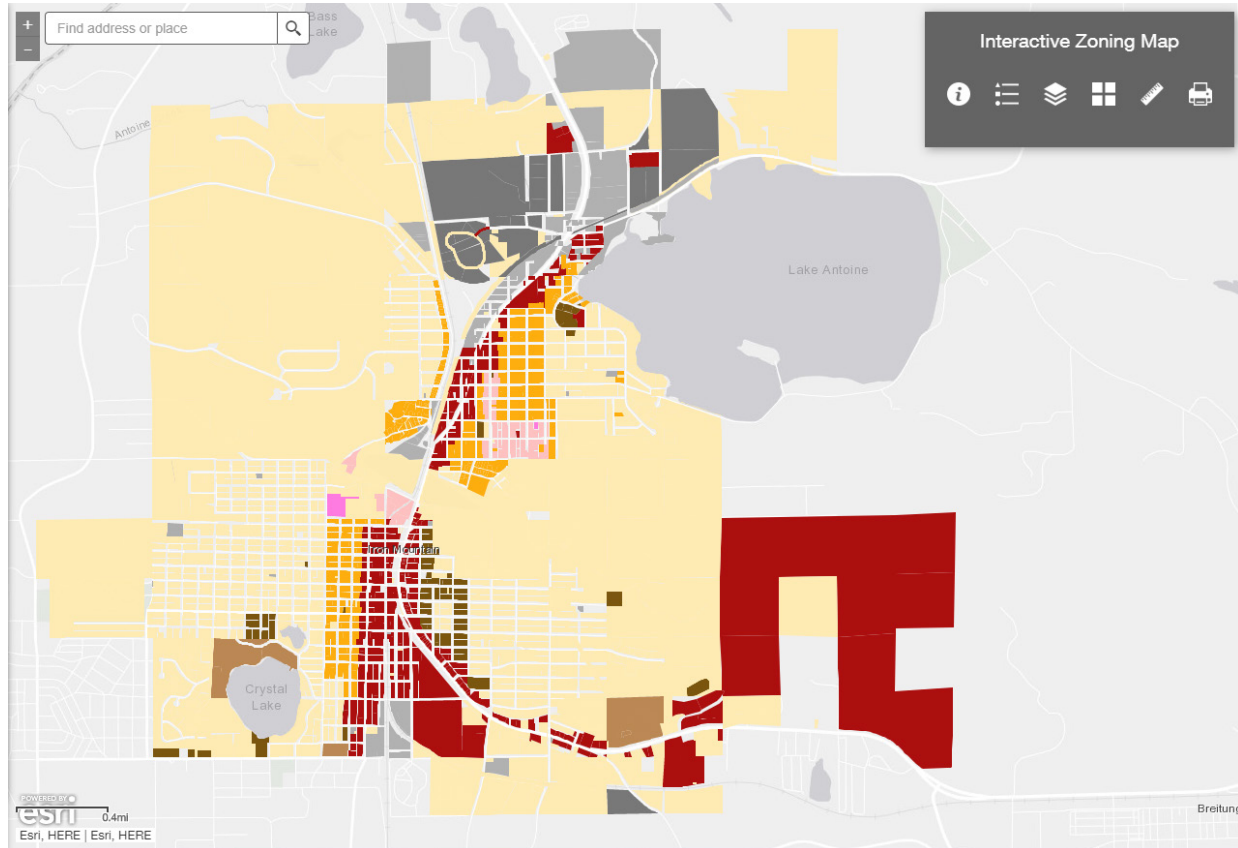 +
Find address or place
−
Bass
Lake
Interactive Zoning Map
Antoine
Lake Antoine
Iron Mountain
Crystal
Lake
POWERED BY
esri
0.4mi
Breitung
Esri, HERE | Esri, HERE